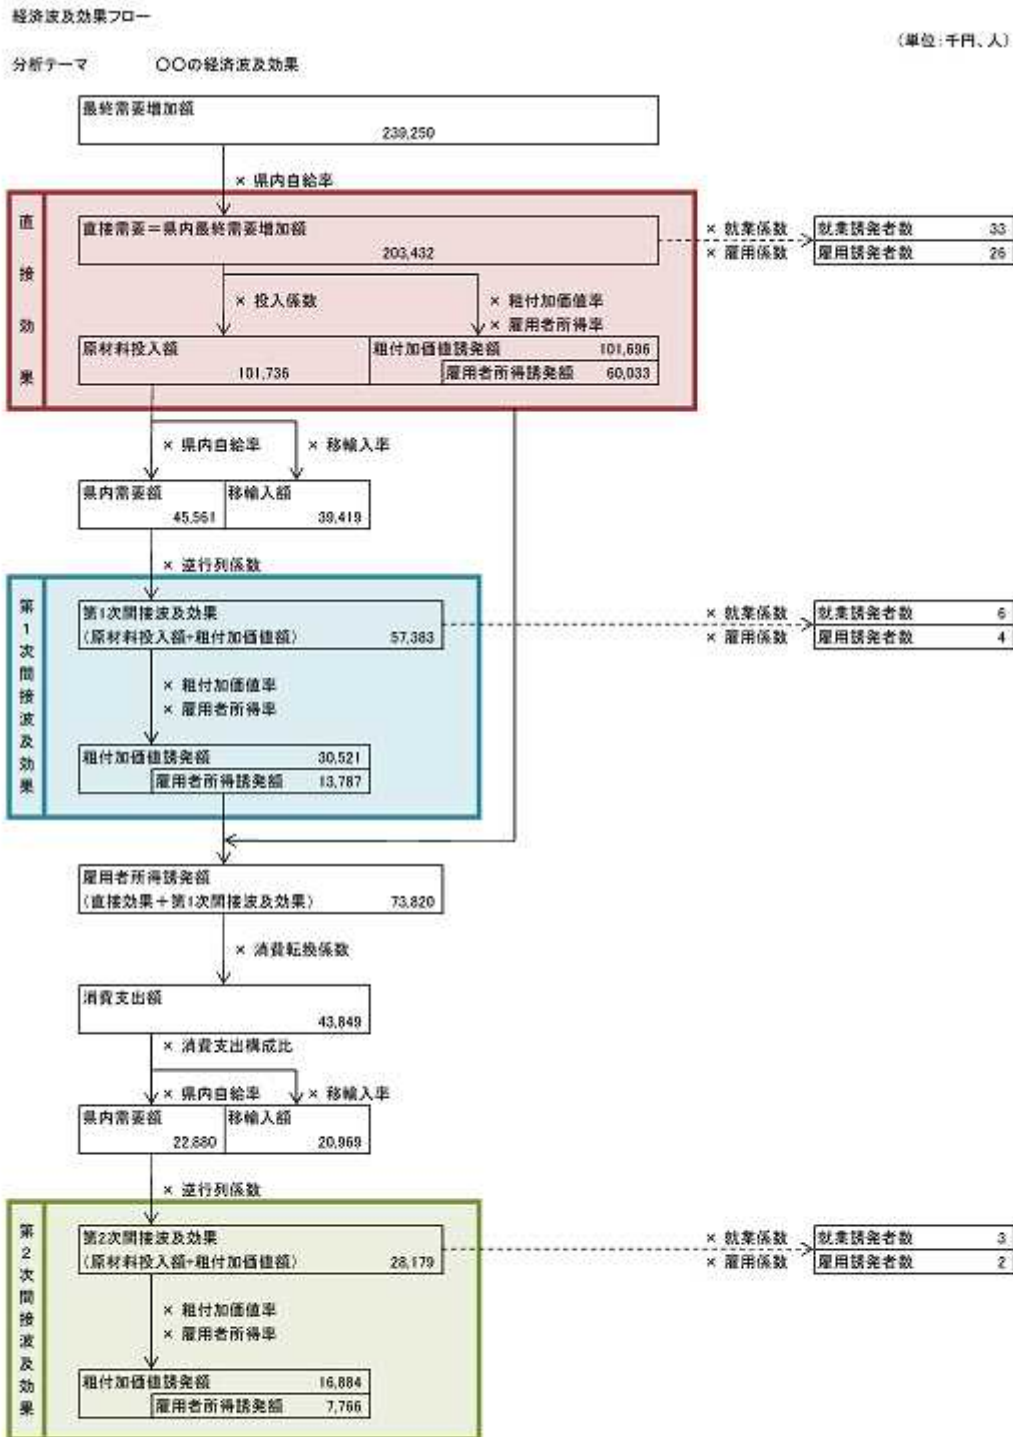 経済波及効果フロー
(単位:千円、人)
分析テーマ 〇〇の経済波及効果
最終需要増加額
239,250
× 県内自給率
直接効果
直接需要=県内最終需要増加額
203,432
× 就業係数 就業誘発者数 33
× 雇用係数 雇用誘発者数 26
× 投入係数
× 粗付加価値率
× 雇用者所得率
原材料投入額
101,736
粗付加価値誘発額 101,696
雇用者所得誘発額 60,033
× 県内自給率 × 移輸入率
県内需要額 移輸入額
45,561 39,419
× 逆行列係数
第1次間接波及効果
第1次間接波及効果
(原材料投入額+粗付加価値額) 57,383
× 就業係数 就業誘発者数 6
× 雇用係数 雇用誘発者数 4
× 粗付加価値率
× 雇用者所得率
粗付加価値誘発額 30,521
雇用者所得誘発額 13,787
雇用者所得誘発額
(直接効果+第1次間接波及効果) 73,820
× 消費転換係数
消費支出額
43,849
× 消費支出構成比
× 県内自給率 × 移輸入率
県内需要額 移輸入額
22,880 20,969
× 逆行列係数
第2次間接波及効果
第2次間接波及効果
(原材料投入額+粗付加価値額) 28,179
× 就業係数 就業誘発者数 3
× 雇用係数 雇用誘発者数 2
× 粗付加価値率
× 雇用者所得率
粗付加価値誘発額 16,884
雇用者所得誘発額 7,766